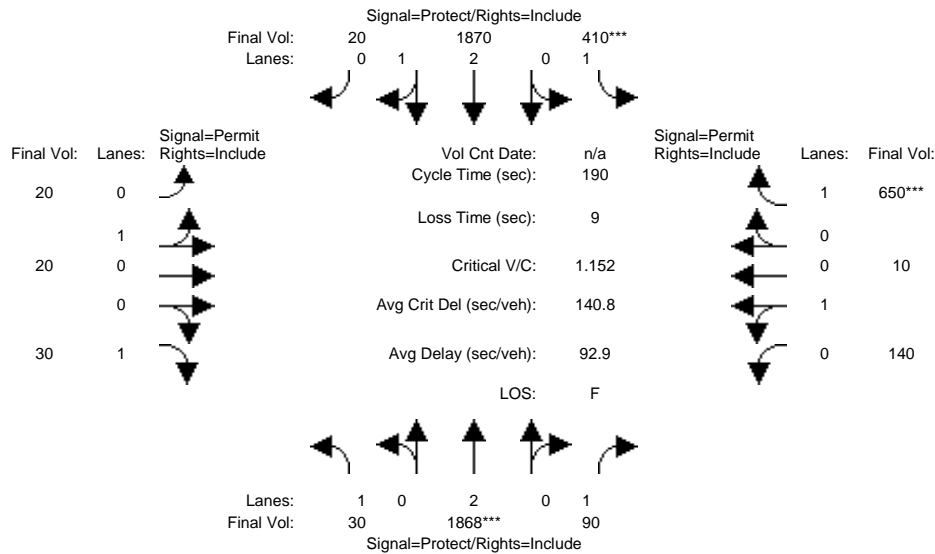 Signal=Protect/Rights=Include
Final Vol: 20 1870 410***
Lanes: 0 1 2 0 1
Signal=Permit Signal=Permit
Final Vol: Lanes: Rights=Include Vol Cnt Date: n/a Rights=Include Lanes: Final Vol:
Cycle Time (sec): 190
20 0 1 650***
Loss Time (sec): 9
1 0
20 0 Critical V/C: 1.152 0 10
0 Avg Crit Del (sec/veh): 140.8 1
30 1 Avg Delay (sec/veh): 92.9 0 140
LOS: F
Lanes: 1 0 2 0 1
Final Vol: 30 1868*** 90
Signal=Protect/Rights=Include